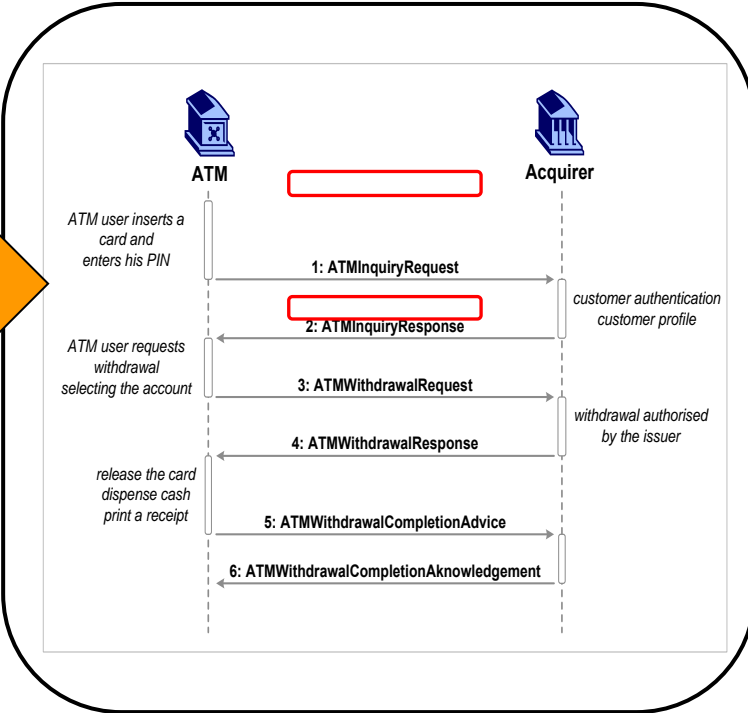 ATM
Acquirer
ATM user inserts a
card and
enters his PIN
1: ATMInquiryRequest
customer authentication
customer profile
2: ATMInquiryResponse
ATM user requests
withdrawal
selecting the account
3: ATMWithdrawalRequest
withdrawal authorised
by the issuer
4: ATMWithdrawalResponse
release the card
dispense cash
print a receipt
5: ATMWithdrawalCompletionAdvice
6: ATMWithdrawalCompletionAknowledgement